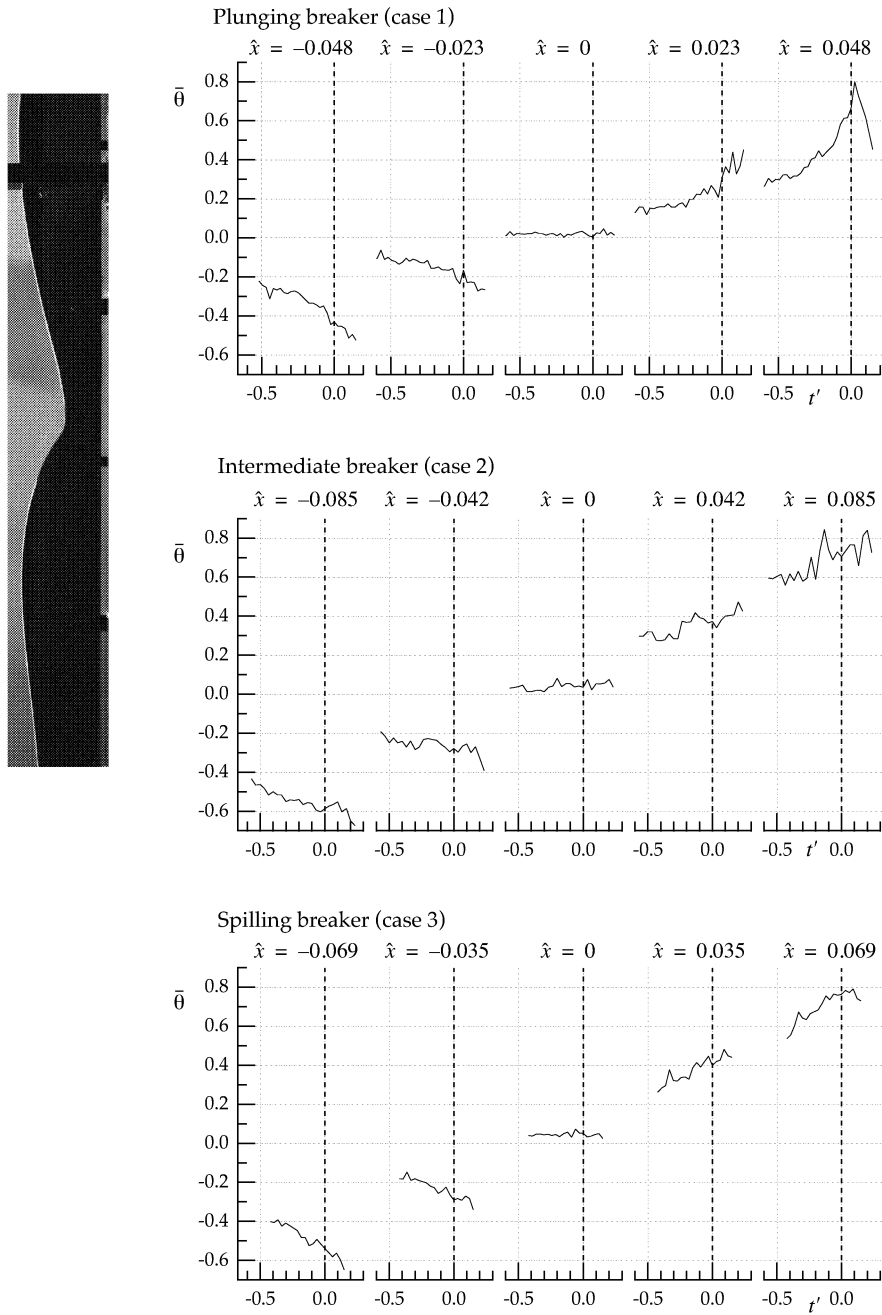 Plunging breaker (case 1)
x̂ = –0.048 x̂ = –0.023 x̂ = 0 x̂ = 0.023 x̂ = 0.048
θ̄
0.8
0.6
0.4
0.2
0.0
-0.2
-0.4
-0.6
-0.5 0.0 -0.5 0.0 -0.5 0.0 -0.5 0.0 -0.5 t′ 0.0
Intermediate breaker (case 2)
x̂ = –0.085 x̂ = –0.042 x̂ = 0 x̂ = 0.042 x̂ = 0.085
θ̄
0.8
0.6
0.4
0.2
0.0
-0.2
-0.4
-0.6
-0.5 0.0 -0.5 0.0 -0.5 0.0 -0.5 0.0 -0.5 t′ 0.0
Spilling breaker (case 3)
x̂ = –0.069 x̂ = –0.035 x̂ = 0 x̂ = 0.035 x̂ = 0.069
θ̄
0.8
0.6
0.4
0.2
0.0
-0.2
-0.4
-0.6
-0.5 0.0 -0.5 0.0 -0.5 0.0 -0.5 0.0 -0.5 t′ 0.0